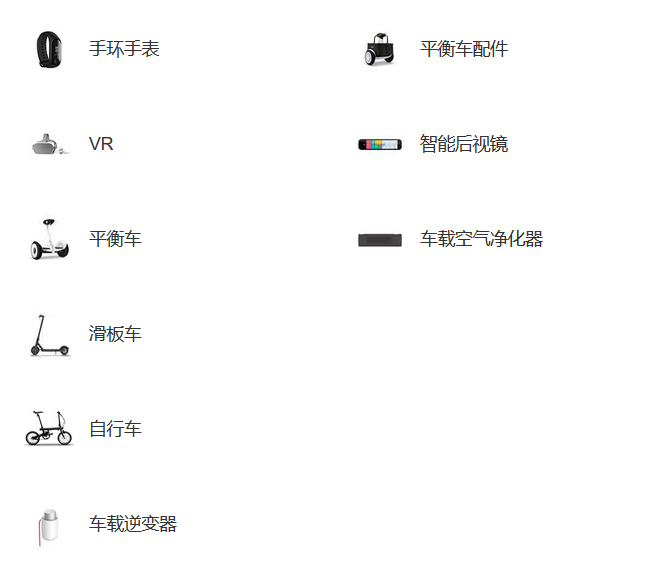 手环手表
VR
平衡车
滑板车
自行车
车载逆变器
平衡车配件
智能后视镜
车载空气净化器